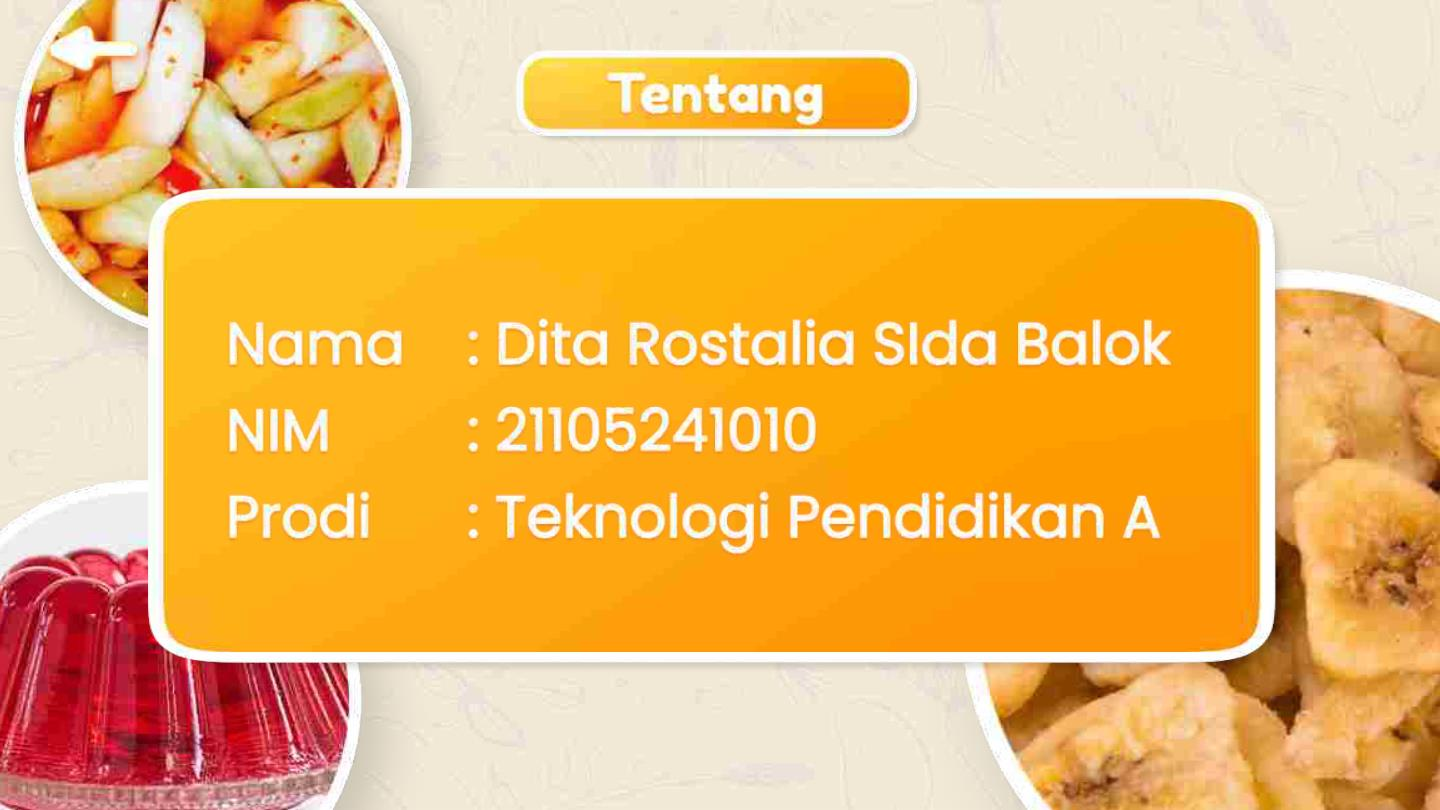 Tentang
Nama : Dita Rostalia SIda Balok
NIM : 21105241010
Prodi : Teknologi Pendidikan A